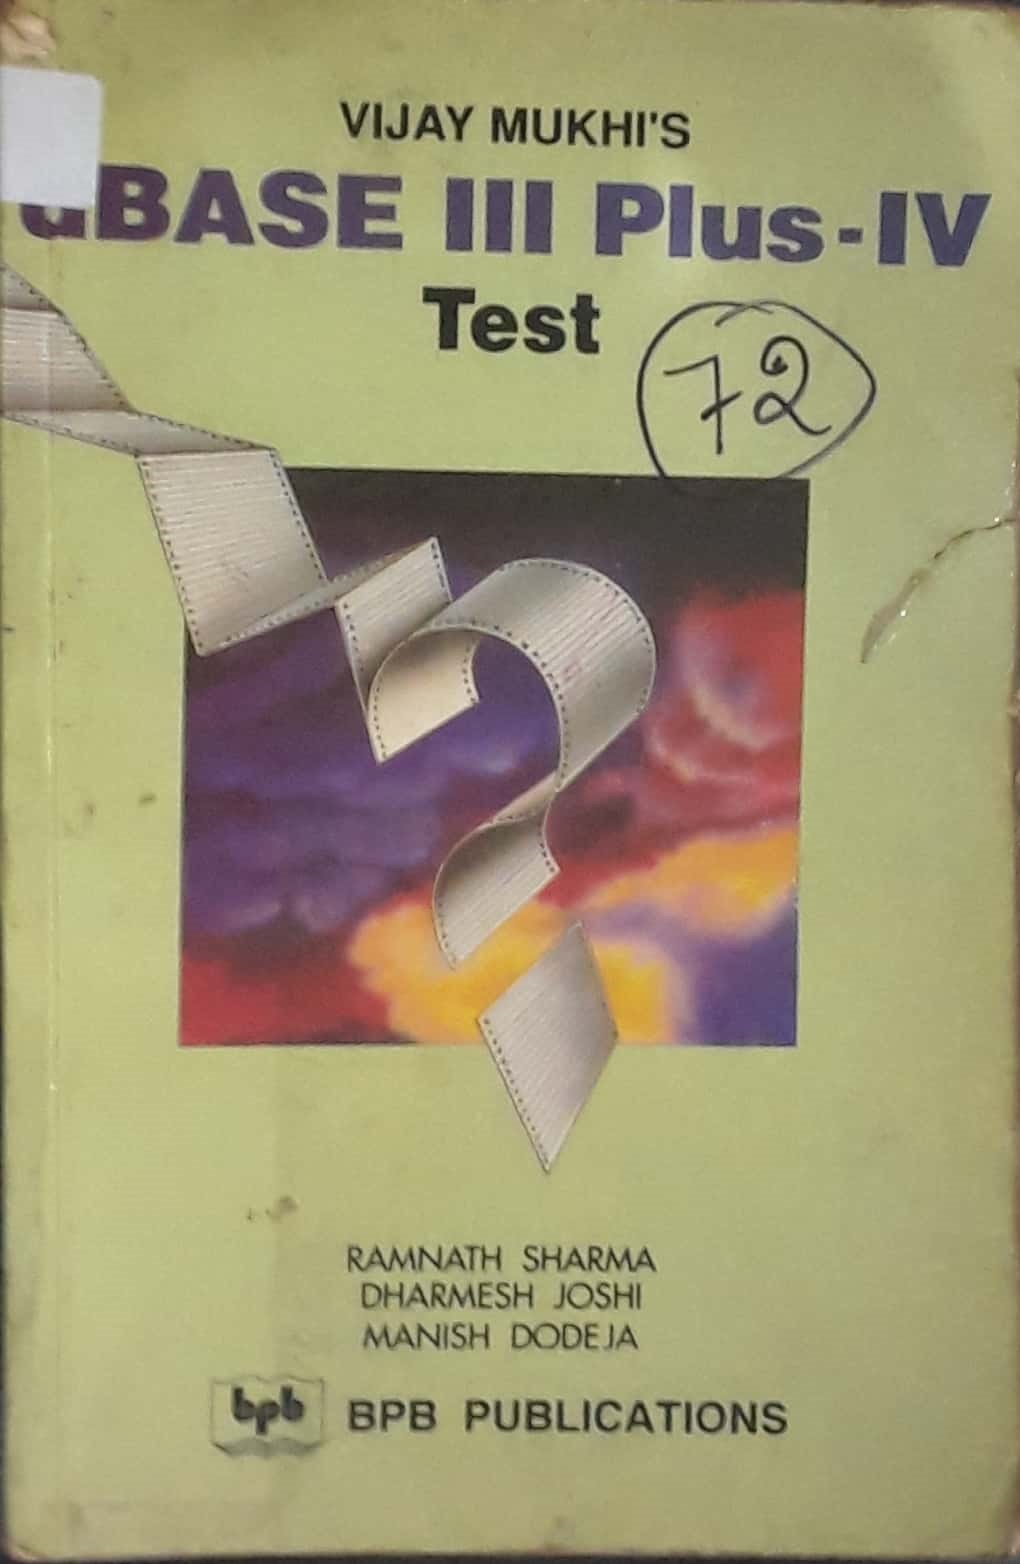 VIJAY MUKHI'S
dBASE III Plus-IV
Test
72
RAMNATH SHARMA
DHARMESH JOSHI
MANISH DODEJA
bpb BPB PUBLICATIONS